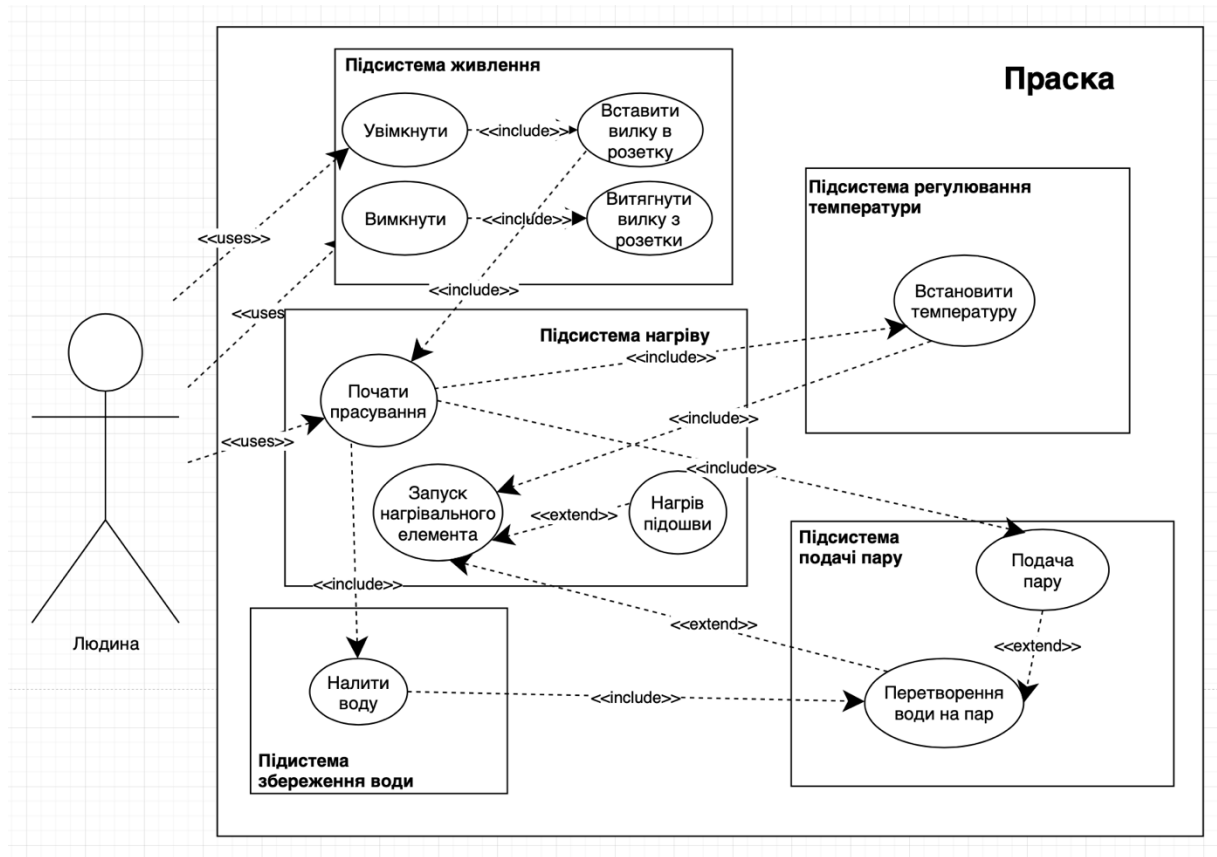 Праска
Підсистема живлення
Увімкнути
<<include>>
Вставити
вилку в
розетку
Вимкнути
<<include>>
Витягнути
вилку з
розетки
Підсистема регулювання
температури
Встановити
температуру
<<uses>>
<<uses
<<uses>>
<<include>>
Підсистема нагріву
<<include>>
Почати
прасування
<<include>>
<<include>>
Запуск
нагрівального
елемента
<<extend>>
Нагрів
підошви
<<include>>
Підсистема
подачі пару
Подача
пару
<<extend>>
<<extend>>
Людина
Налити
воду
<<include>>
Перетворення
води на пар
Підистема
збереження води